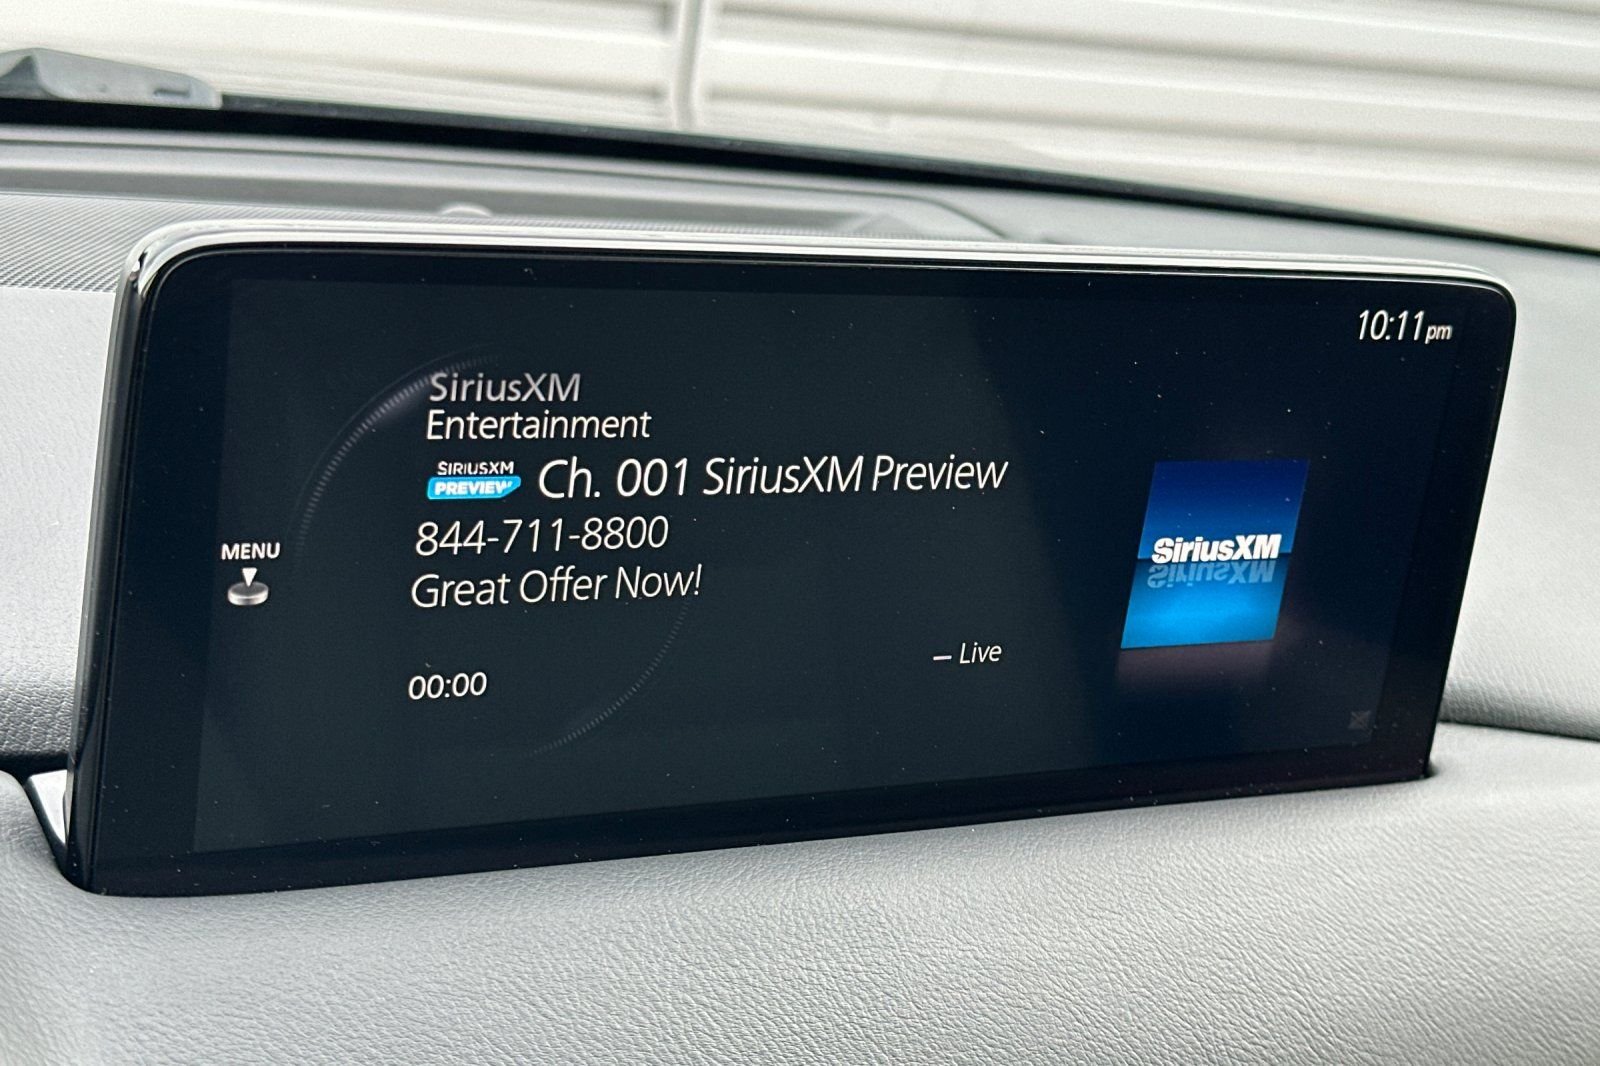 10:11pm
SiriusXM
Entertainment
SIRIUSXM
PREVIEW
Ch. 001 SiriusXM Preview
844-711-8800
Great Offer Now!
MENU
SiriusXM
— Live
00:00